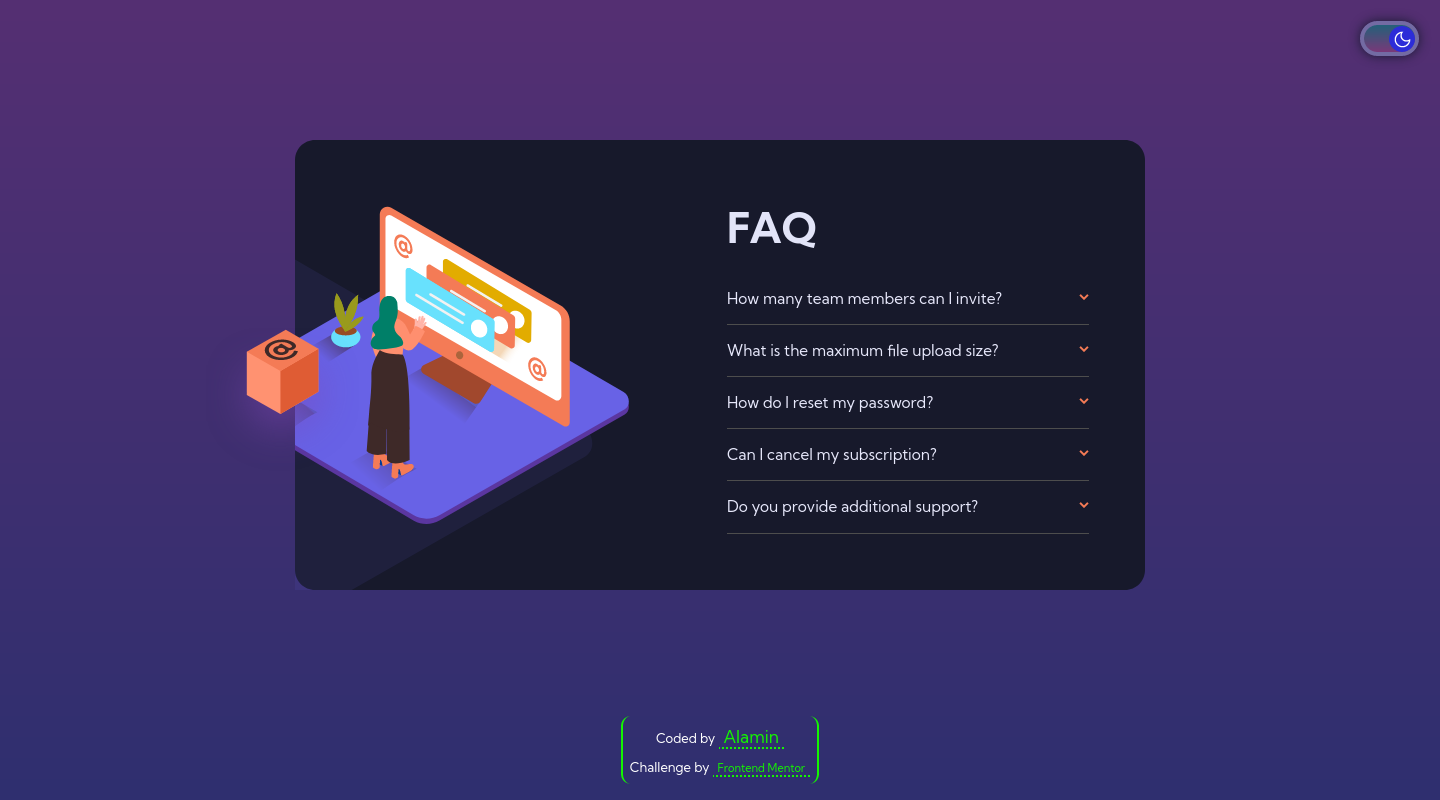 FAQ
How many team members can I invite?
What is the maximum file upload size?
How do I reset my password?
Can I cancel my subscription?
Do you provide additional support?
@
@
@
Coded by Alamin
Challenge by Frontend Mentor